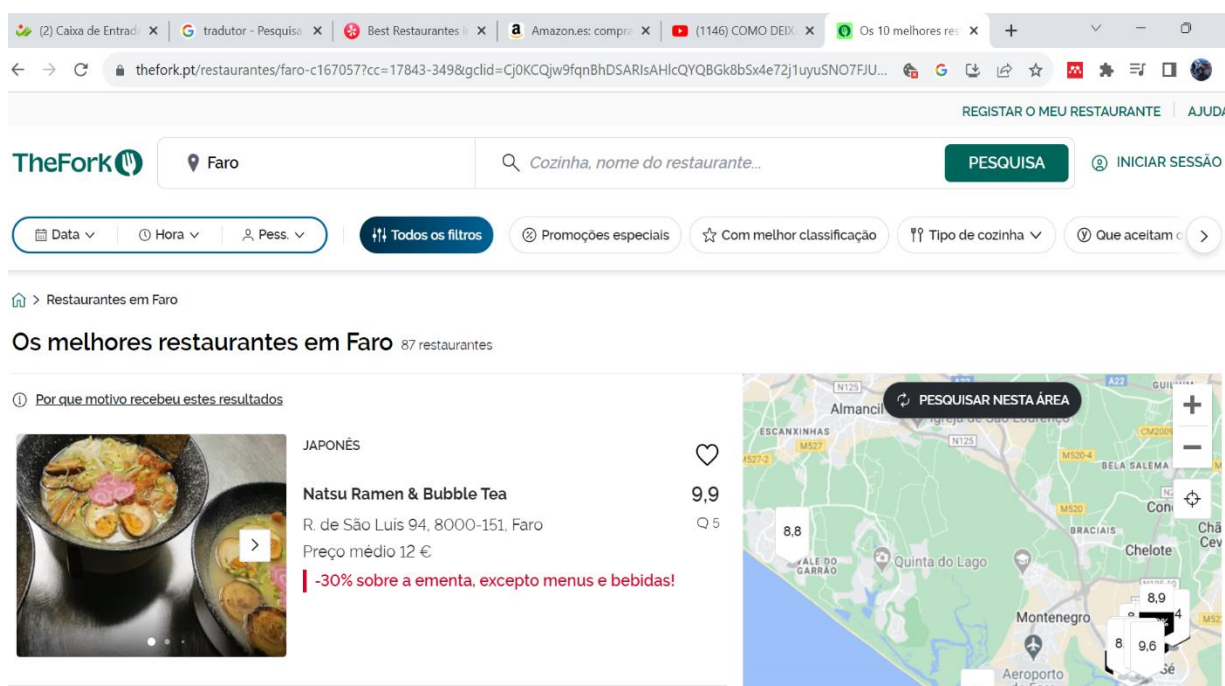 (2) Caixa de Entrad
tradutor - Pesquisa
Best Restaurantes i
Amazon.es: compra
(1146) COMO DEIX
Os 10 melhores res
thefork.pt/restaurantes/faro-c167057?cc=17843-349&gclid=Cj0KCQjw9fqnBhDSARIsAHlcQYQBGk8bSx4e72j1uyuSNO7FJU...
REGISTAR O MEU RESTAURANTE
AJUDA
TheFork
Faro
Cozinha, nome do restaurante...
PESQUISA
INICIAR SESSÃO
Data
Hora
Pess.
Todos os filtros
Promoções especiais
Com melhor classificação
Tipo de cozinha
Que aceitam
> Restaurantes em Faro
Os melhores restaurantes em Faro 87 restaurantes
Por que motivo recebeu estes resultados
JAPONÊS
Natsu Ramen & Bubble Tea
9,9
R. de São Luis 94, 8000-151, Faro
5
Preço médio 12 €
-30% sobre a ementa, excepto menus e bebidas!
N125
A22
Almancil
PESQUISAR NESTA ÁREA
ESCANXINHAS
M527
N125
CM2009
M527-2
M520-4
BELA SALEMA
M520
8,8
BRACIAIS
Chelote
VALE DO
GARRÃO
Quinta do Lago
8,9
Montenegro
9,6
Sé
Aeroporto